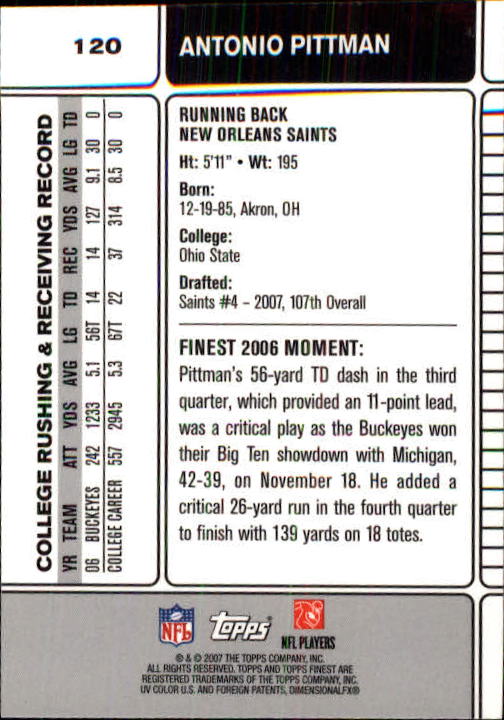 120
ANTONIO PITTMAN
RUNNING BACK
NEW ORLEANS SAINTS
Ht: 5'11" • Wt: 195
Born:
12-19-85, Akron, OH
College:
Ohio State
Drafted:
Saints #4 – 2007, 107th Overall
FINEST 2006 MOMENT:
Pittman's 56-yard TD dash in the third
quarter, which provided an 11-point lead,
was a critical play as the Buckeyes won
their Big Ten showdown with Michigan,
42-39, on November 18. He added a
critical 26-yard run in the fourth quarter
to finish with 139 yards on 18 totes.
COLLEGE RUSHING & RECEIVING RECORD
YR TEAM ATT YDS AVG LG TD REC YDS AVG LG TD
06 BUCKEYES 242 1233 5.1 56T 14 14 127 9.1 30 0
COLLEGE CAREER 557 2945 5.3 67T 22 37 314 8.5 30 0
NFL
Topps
NFL PLAYERS
® & © 2007 THE TOPPS COMPANY, INC.
ALL RIGHTS RESERVED. TOPPS AND TOPPS FINEST ARE
REGISTERED TRADEMARKS OF THE TOPPS COMPANY, INC.
UV COLOR U.S. AND FOREIGN PATENTS, DIMENSIONALFX®